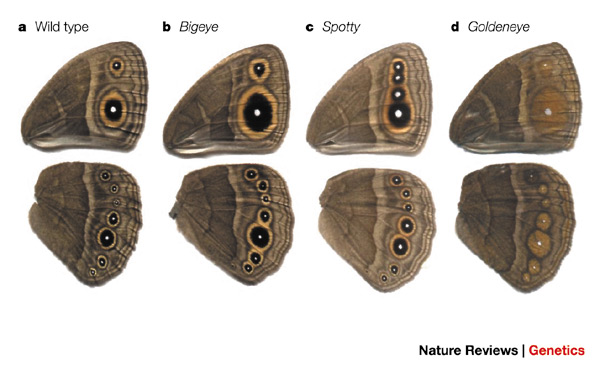 a Wild type
b Bigeye
c Spotty
d Goldeneye
Nature Reviews | Genetics